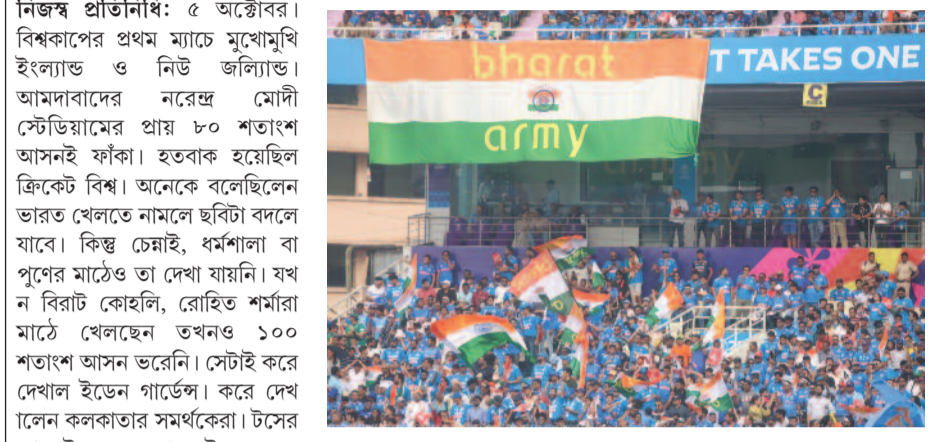 নিজস্ব প্রতিনিধি: ৫ অক্টোবর।
বিশ্বকাপের প্রথম ম্যাচে মুখোমুখি
ইংল্যান্ড ও নিউ জল্যািন্ড।
আমদাবাদের নরেন্দ্র মোদী
স্টেডিয়ামের প্রায় ৮০ শতাংশ
আসনই ফাঁকা। হতবাক হয়েছিল
ক্রিকেট বিশ্ব। অনেকে বলেছিলেন
ভারত খেলতে নামলে ছবিটা বদলে
যাবে। কিন্তু চেন্নাই, ধর্মশালা বা
পুণের মাঠেও তা দেখা যায়নি। যখ
ন বিরাট কোহলি, রোহিত শর্মারা
মাঠে খেলছেন তখনও ১০০
শতাংশ আসন ভরেনি। সেটাই করে
দেখাল ইডেন গার্ডেন্স। করে দেখ
ালেন কলকাতার সমর্থকেরা। টসের
bharat
army
T TAKES ONE
C